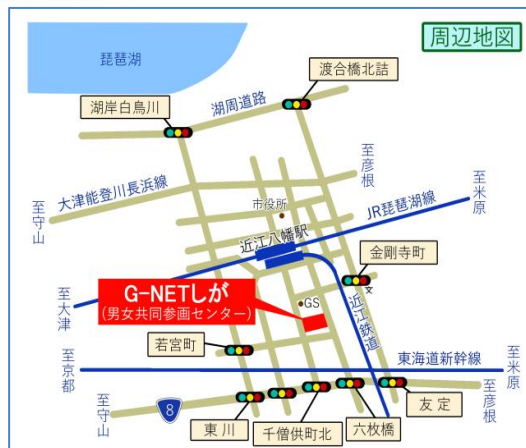 周辺地図
琵琶湖
渡合橋北詰
湖岸白鳥川
湖周道路
至彦根
大津能登川長浜線
至守山
市役所
JR琵琶湖線
至米原
近江八幡駅
金剛寺町
G-NETしが
(男女共同参画センター)
GS
文
近江鉄道
至大津
若宮町
至京都
東海道新幹線
至米原
至守山
8
東川
千僧供町北
六枚橋
友定
至彦根